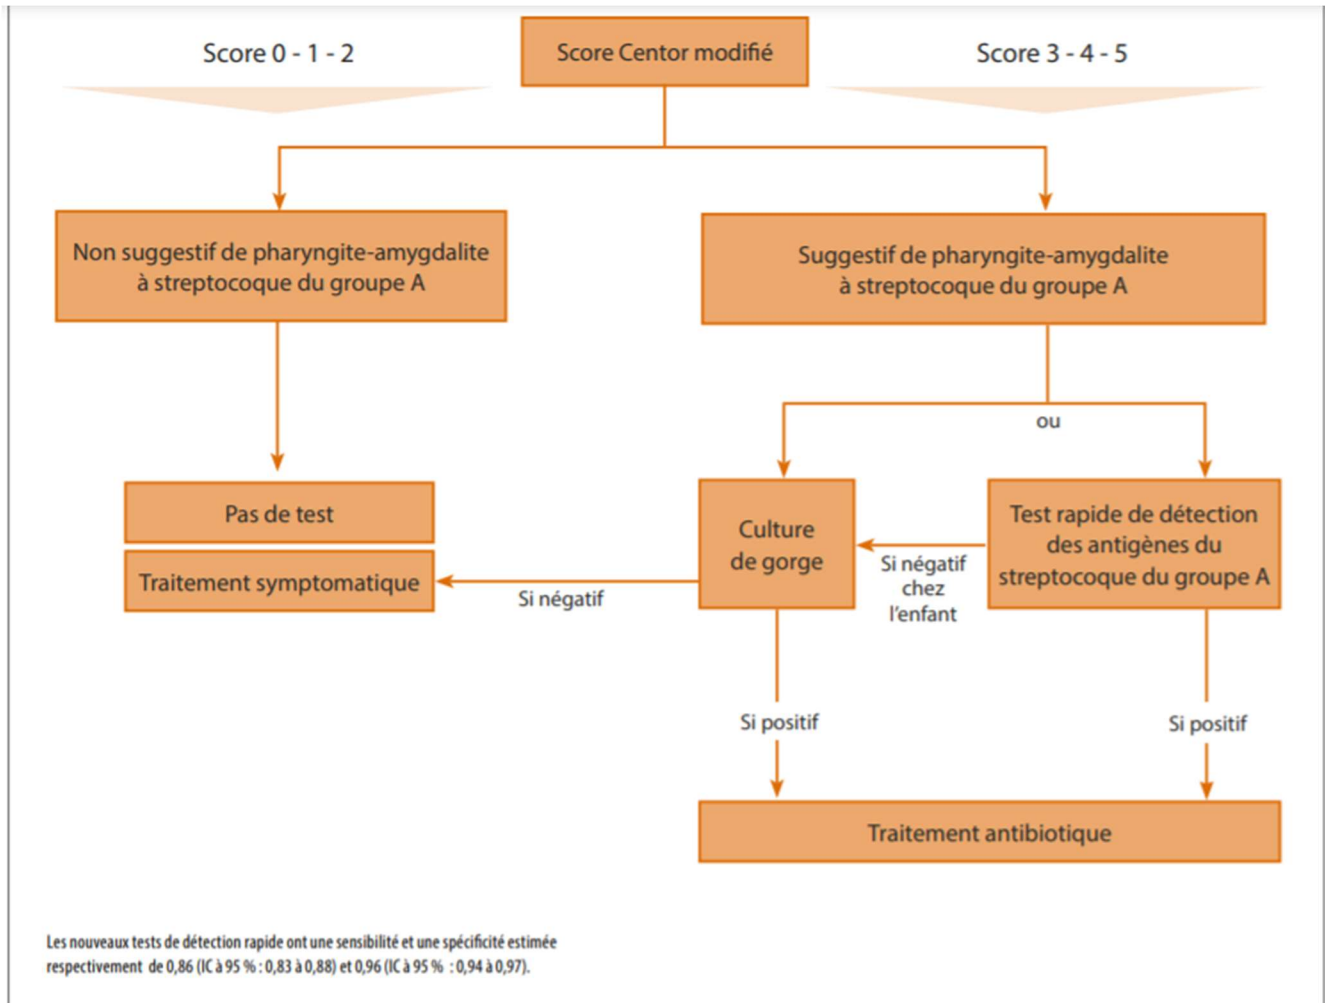 Score 0 - 1 - 2
Score Centor modifié
Score 3 - 4 - 5
Non suggestif de pharyngite-amygdalite
à streptocoque du groupe A
Suggestif de pharyngite-amygdalite
à streptocoque du groupe A
ou
Pas de test
Traitement symptomatique
Si négatif
Culture
de gorge
Si négatif
chez
l'enfant
Test rapide de détection
des antigènes du
streptocoque du groupe A
Si positif
Si positif
Traitement antibiotique
Les nouveaux tests de détection rapide ont une sensibilité et une spécificité estimée
respectivement de 0,86 (IC à 95 % : 0,83 à 0,88) et 0,96 (IC à 95 % : 0,94 à 0,97).